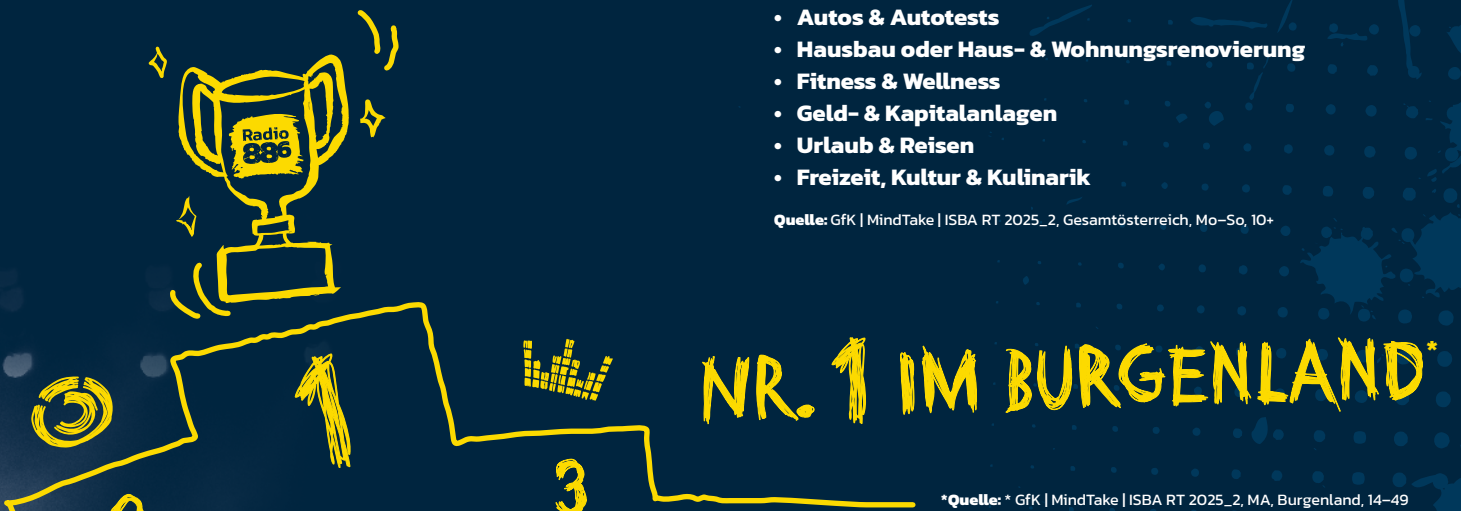 • Autos & Autotests
• Hausbau oder Haus- & Wohnungsrenovierung
• Fitness & Wellness
• Geld- & Kapitalanlagen
• Urlaub & Reisen
• Freizeit, Kultur & Kulinarik
Quelle: GfK | MindTake | ISBA RT 2025_2, Gesamtösterreich, Mo–So, 10+
Radio
886
1
NR. 1 IM BURGENLAND*
3
*Quelle: * GfK | MindTake | ISBA RT 2025_2, MA, Burgenland, 14–49